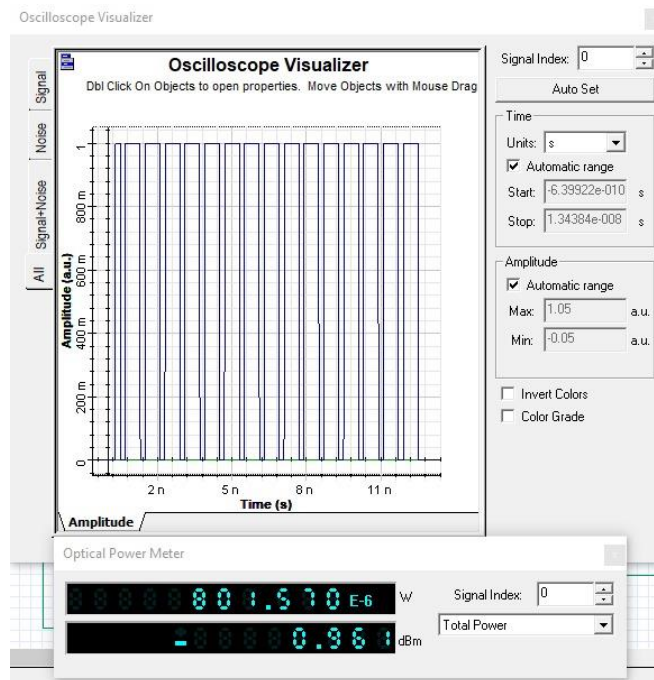 Oscilloscope Visualizer
Oscilloscope Visualizer
Dbl Click On Objects to open properties. Move Objects with Mouse Drag
Signal
Noise
Signal+Noise
All
Amplitude (a.u.)
1
800 m
600 m
400 m
200 m
0
2 n 5 n 8 n 11 n
Time (s)
Amplitude
Signal Index: 0
Auto Set
Time
Units: s
Automatic range
Start: -6.39922e-010 s
Stop: 1.34384e-008 s
Amplitude
Automatic range
Max: 1.05 a.u.
Min: -0.05 a.u.
Invert Colors
Color Grade
Optical Power Meter
801.570 E-6 W
-0.961 dBm
Signal Index: 0
Total Power